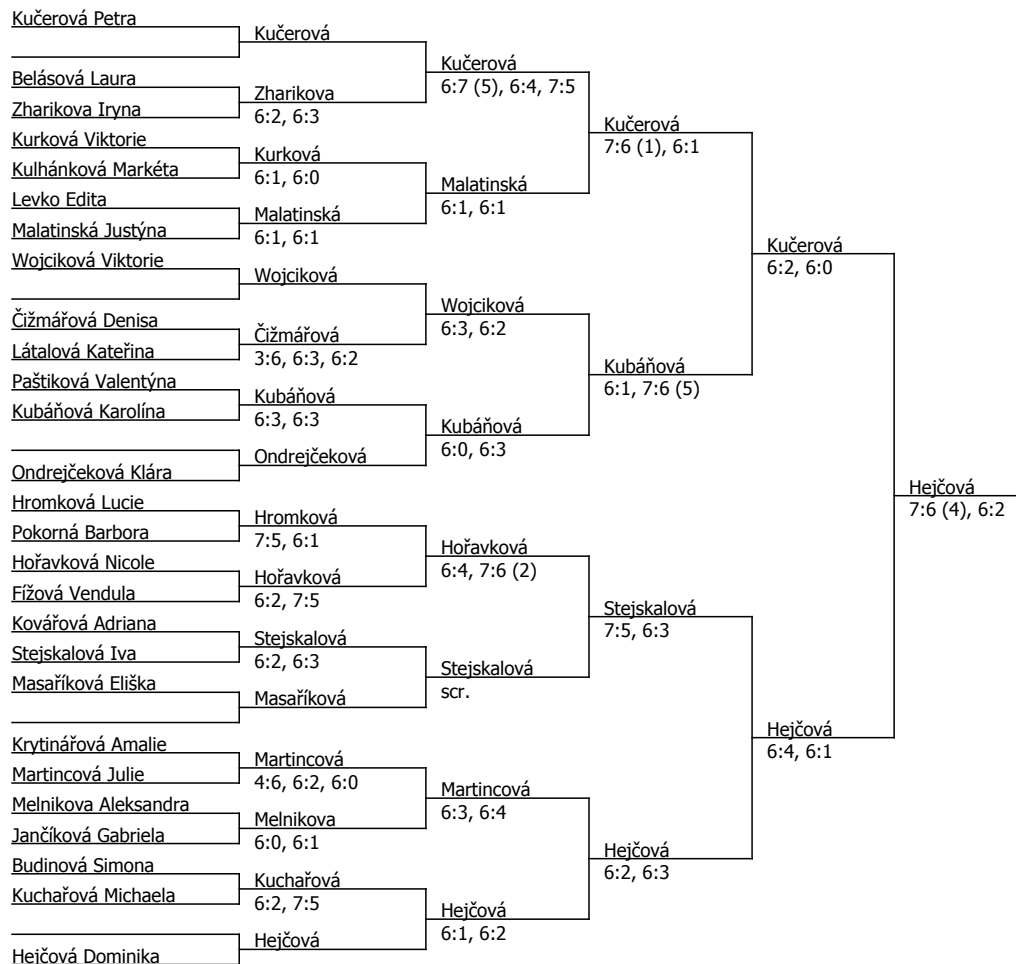 Kučerová Petra
Belásová Laura
Zharikova Iryna
Kurková Viktorie
Kulhánková Markéta
Levko Edita
Malatinská Justýna
Wojciková Viktorie
Čižmářová Denisa
Látalová Kateřina
Paštiková Valentýna
Kubáňová Karolína
Ondrejčeková Klára
Hromková Lucie
Pokorná Barbora
Hořavková Nicole
Fížová Vendula
Kovářová Adriana
Stejskalová Iva
Masaříková Eliška
Krytinářová Amalie
Martincová Julie
Melnikova Aleksandra
Jančíková Gabriela
Budinová Simona
Kuchařová Michaela
Hejčová Dominika
Kučerová
Zharikova
6:2, 6:3
Kurková
6:1, 6:0
Malatinská
6:1, 6:1
Wojciková
Čižmářová
3:6, 6:3, 6:2
Kubáňová
6:3, 6:3
Ondrejčeková
Hromková
7:5, 6:1
Hořavková
6:2, 7:5
Stejskalová
6:2, 6:3
Masaříková
Martincová
4:6, 6:2, 6:0
Melnikova
6:0, 6:1
Kuchařová
6:2, 7:5
Hejčová
Kučerová
6:7 (5), 6:4, 7:5
Malatinská
6:1, 6:1
Wojciková
6:3, 6:2
Kubáňová
6:0, 6:3
Hořavková
6:4, 7:6 (2)
Stejskalová
scr.
Martincová
6:3, 6:4
Hejčová
6:1, 6:2
Kučerová
7:6 (1), 6:1
Kubáňová
6:1, 7:6 (5)
Stejskalová
7:5, 6:3
Hejčová
6:2, 6:3
Kučerová
6:2, 6:0
Hejčová
6:4, 6:1
Hejčová
7:6 (4), 6:2